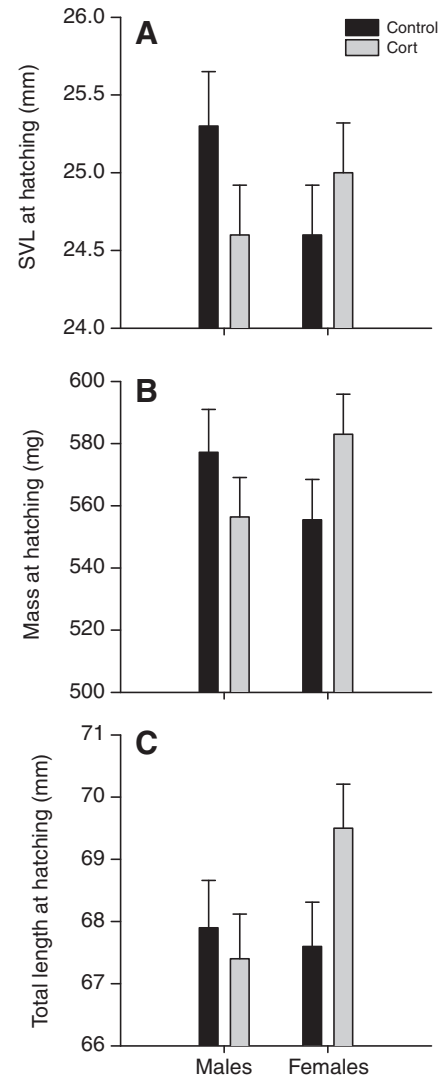 A
Control
Cort
SVL at hatching (mm)
26.0
25.5
25.0
24.5
24.0
B
Mass at hatching (mg)
600
580
560
540
520
500
C
Total length at hatching (mm)
71
70
69
68
67
66
Males Females